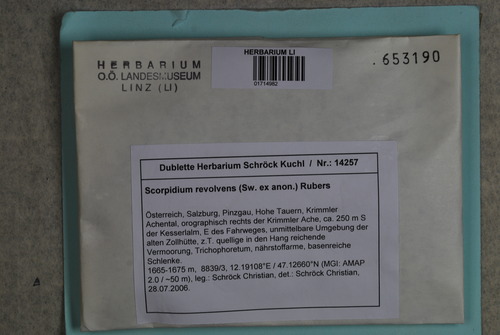 HERBARIUM
O.Ö. LANDESMUSEUM
LINZ (LI)
HERBARIUM LI
01714982
. 653190
Dublette Herbarium Schröck Kuchl / Nr.: 14257
Scorpidium revolvens (Sw. ex anon.) Rubers
Österreich, Salzburg, Pinzgau, Hohe Tauern, Krimmler
Achental, orographisch rechts der Krimmler Ache, ca. 250 m S
der Kesserlalm, E des Fahrweges, unmittelbare Umgebung der
alten Zollhütte, z.T. quellige in den Hang reichende
Vermoorung, Trichophoretum, nährstoffarme, basenreiche
Schlenke.
1665-1675 m, 8839/3, 12.19108°E / 47.12660°N (MGI: AMAP
2.0 / ~50 m), leg.: Schröck Christian, det.: Schröck Christian,
28.07.2006.